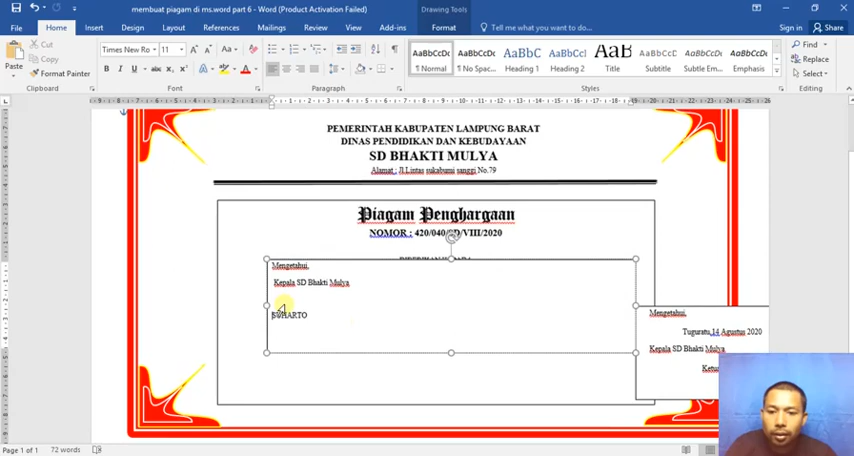 membuat piagam di ms.word part 6 - Word (Product Activation Failed)
Drawing Tools
File
Home
Insert
Design
Layout
References
Mailings
Review
View
Add-ins
Format
Tell me what you want to do...
Sign in
Share
Paste
Cut
Copy
Format Painter
Clipboard
Times New Ro
11
Font
Paragraph
AaBbCcDc
¶ Normal
AaBbCcDc
¶ No Spac...
AaBbC
Heading 1
AaBbCc
Heading 2
AaB
Title
AaBbCcD
Subtitle
AaBbCcDc
Subtle Em...
AaBbCcDc
Emphasis
Styles
Find
Replace
Select
Editing
PEMERINTAH KABUPATEN LAMPUNG BARAT
DINAS PENDIDIKAN DAN KEBUDAYAAN
SD BHAKTI MULYA
Alamat : Jl.Lintas sukabumi sanggi No.79
Piagam Penghargaan
NOMOR : 420/040/SD/VIII/2020
Mengetahui,
Kepala SD Bhakti Mulya
SUHARTO
Mengetahui,
Tuguratu,14 Agustus 2020
Kepala SD Bhakti Mulya
Page 1 of 1
72 words